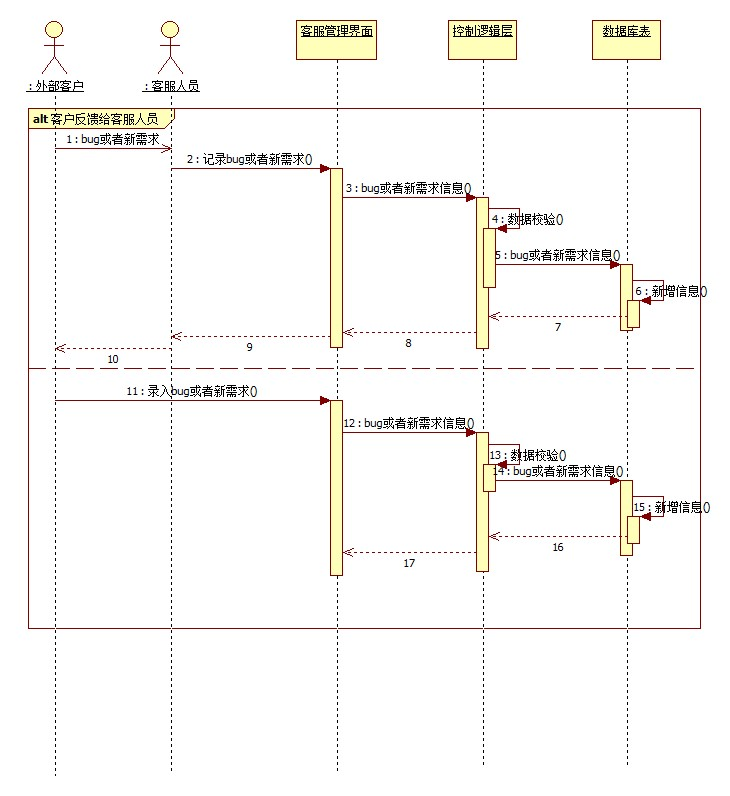 客服管理界面
控制逻辑层
数据库表
: 外部客户
: 客服人员
alt 客户反馈给客服人员
1 : bug或者新需求
2 : 记录bug或者新需求()
3 : bug或者新需求信息()
4 : 数据校验()
5 : bug或者新需求信息()
6 : 新增信息()
7
8
9
10
11 : 录入bug或者新需求()
12 : bug或者新需求信息()
13 : 数据校验()
14 : bug或者新需求信息()
15 : 新增信息()
16
17